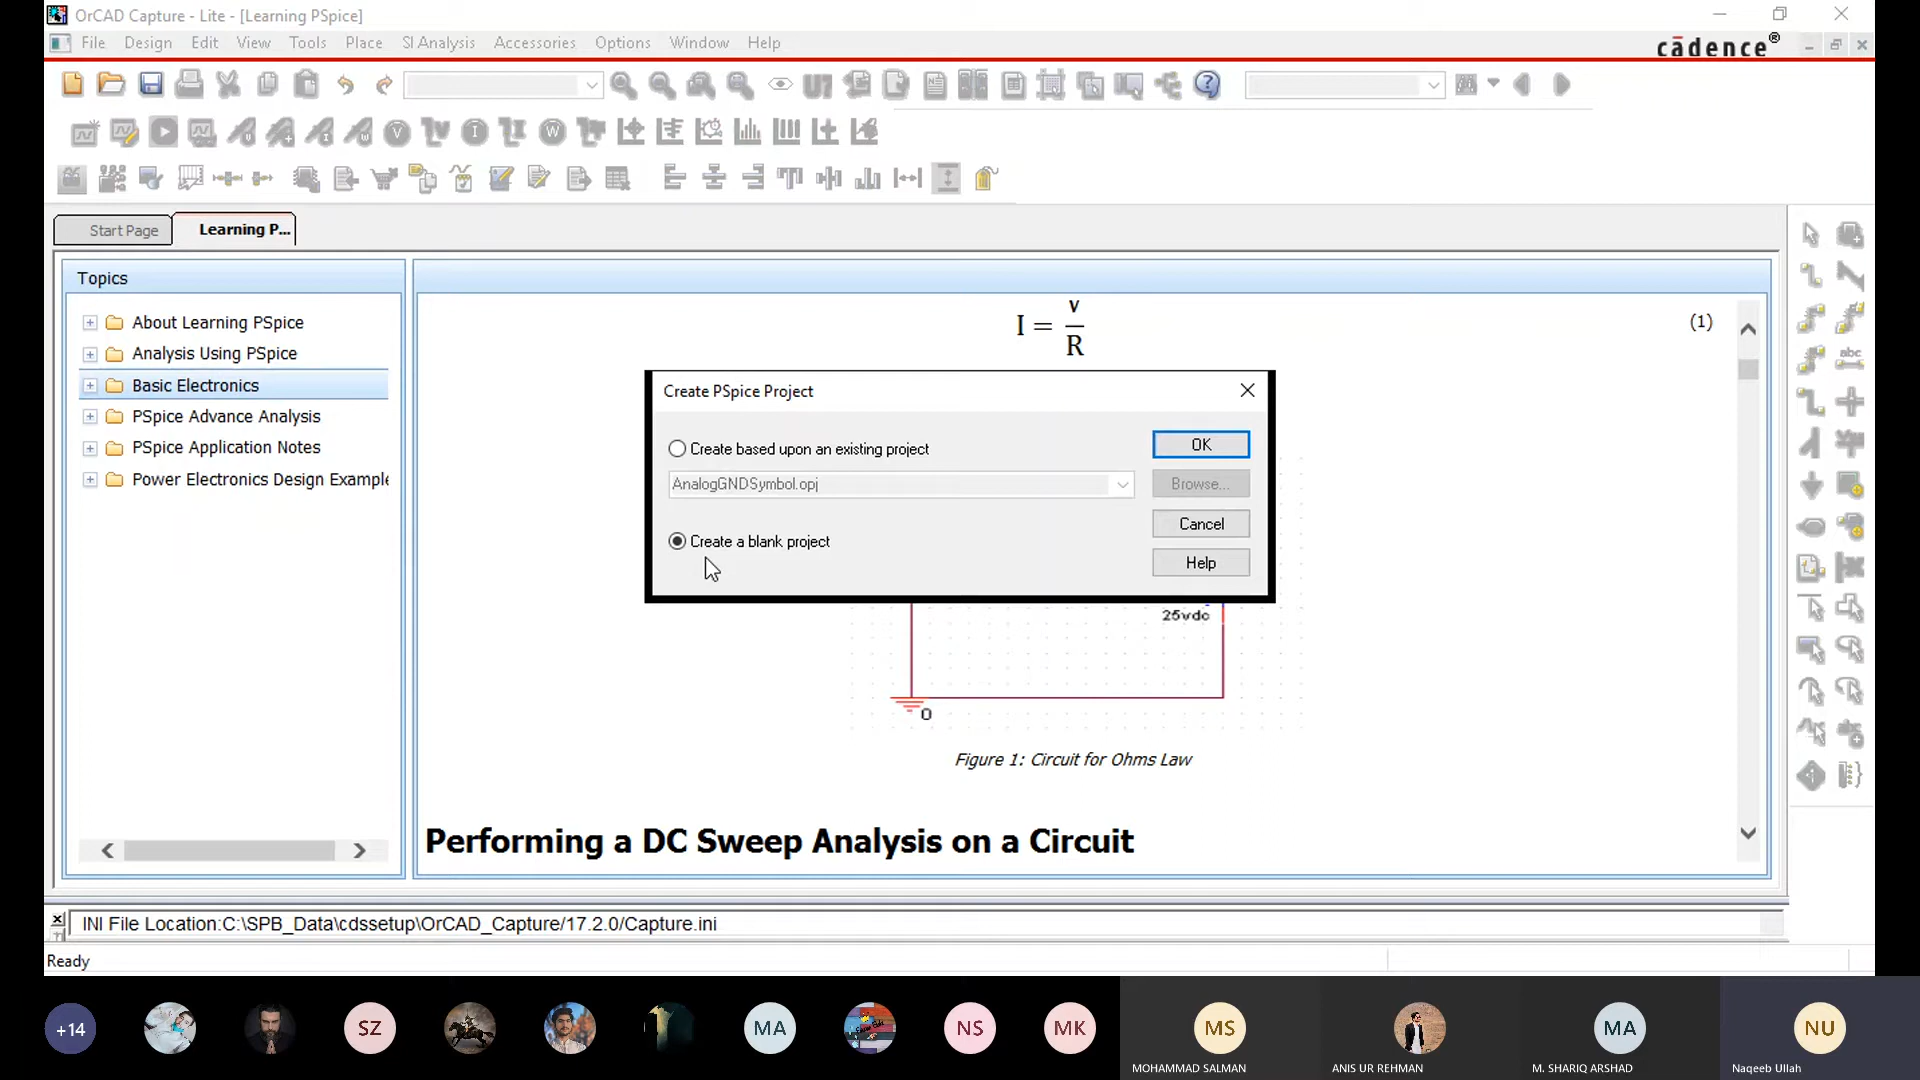 OrCAD Capture - Lite - [Learning PSpice]
File Design Edit View Tools Place SI Analysis Accessories Options Window Help
cādence®
Start Page
Learning P...
Topics
About Learning PSpice
Analysis Using PSpice
Basic Electronics
PSpice Advance Analysis
PSpice Application Notes
Power Electronics Design Example
I = v
R
(1)
Create PSpice Project
Create based upon an existing project
OK
AnalogGNDSymbol.opj
Browse...
Cancel
Create a blank project
Help
25vdc
0
Figure 1: Circuit for Ohms Law
Performing a DC Sweep Analysis on a Circuit
INI File Location:C:\SPB_Data\cdssetup\OrCAD_Capture/17.2.0/Capture.ini
Ready
+14
SZ
MA
NS
MK
MS
MA
NU
MOHAMMAD SALMAN
ANIS UR REHMAN
M. SHARIQ ARSHAD
Naqeeb Ullah